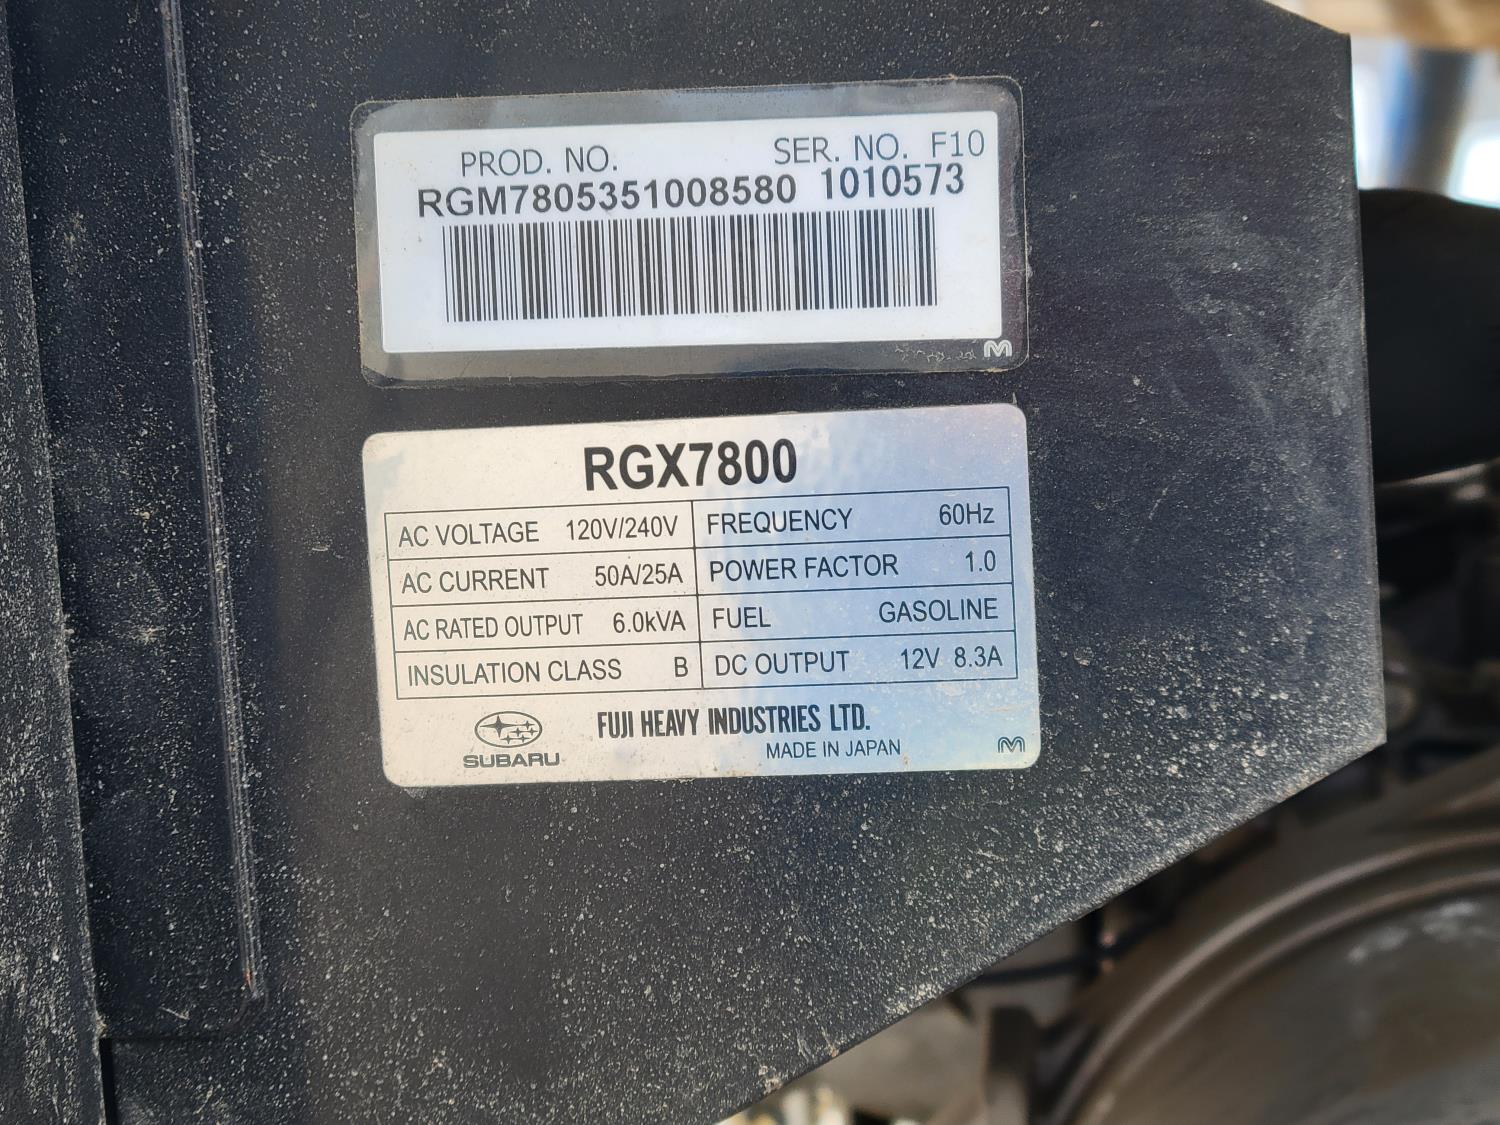 PROD. NO. SER. NO. F10
RGM7805351008580 1010573
RGX7800
AC VOLTAGE 120V/240V FREQUENCY 60Hz
AC CURRENT 50A/25A POWER FACTOR 1.0
AC RATED OUTPUT 6.0kVA FUEL GASOLINE
INSULATION CLASS B DC OUTPUT 12V 8.3A
SUBARU
FUJI HEAVY INDUSTRIES LTD.
MADE IN JAPAN